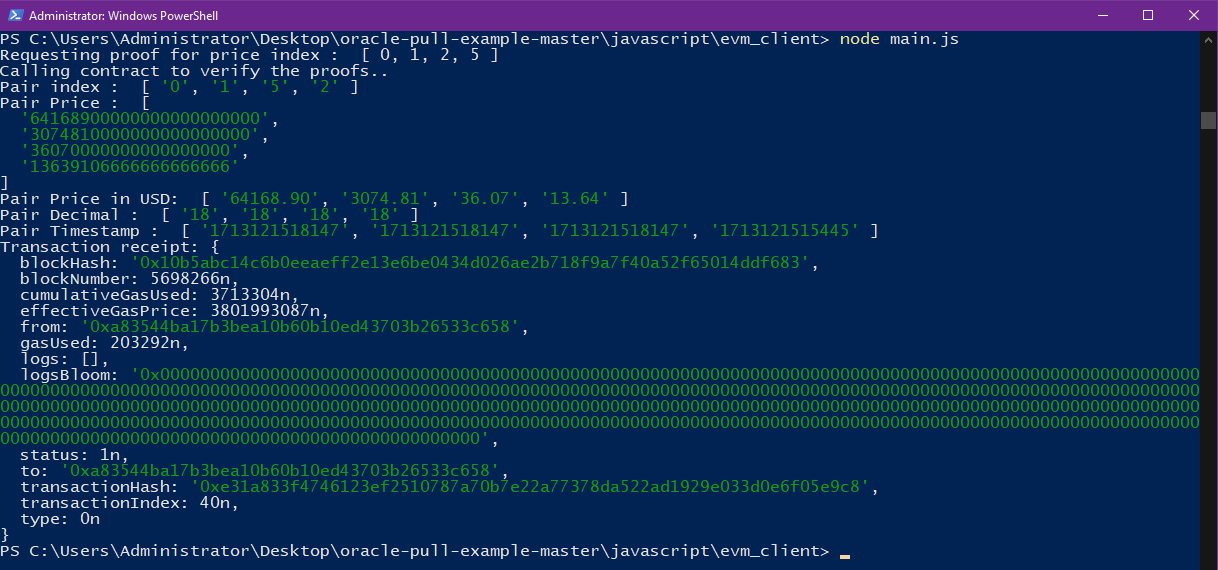 Administrator: Windows PowerShell
PS C:\Users\Administrator\Desktop\oracle-pull-example-master\javascript\evm_client> node main.js
Requesting proof for price index :  [ 0, 1, 2, 5 ]
Calling contract to verify the proofs..
Pair index :  [ '0', '1', '5', '2' ]
Pair Price :  [
  '64168900000000000000000',
  '3074810000000000000000',
  '36070000000000000000',
  '13639106666666666666'
]
Pair Price in USD:  [ '64168.90', '3074.81', '36.07', '13.64' ]
Pair Decimal :  [ '18', '18', '18', '18' ]
Pair Timestamp :  [ '1713121518147', '1713121518147', '1713121518147', '1713121515445' ]
Transaction receipt: {
  blockHash: '0x10b5abc14c6b0eeaeff2e13e6be0434d026ae2b718f9a7f40a52f65014ddf683',
  blockNumber: 5698266n,
  cumulativeGasUsed: 3713304n,
  effectiveGasPrice: 3801993087n,
  from: '0xa83544ba17b3bea10b60b10ed43703b26533c658',
  gasUsed: 203292n,
  logs: [],
  logsBloom: '0x00000000000000000000000000000000000000000000000000000000000000000000000000000000000000000000000000000000
000000000000000000000000000000000000000000000000000000000000000000000000000000000000000000000000000000000000000000000000
000000000000000000000000000000000000000000000000000000000000000000000000000000000000000000000000000000000000000000000000
000000000000000000000000000000000000000000000000000000000000000000000000000000000000000000000000000000000000000000000000
000000000000000000000000000000000000000000000000',
  status: 1n,
  to: '0xa83544ba17b3bea10b60b10ed43703b26533c658',
  transactionHash: '0xe31a833f4746123ef2510787a70b7e22a77378da522ad1929e033d0e6f05e9c8',
  transactionIndex: 40n,
  type: 0n
}
PS C:\Users\Administrator\Desktop\oracle-pull-example-master\javascript\evm_client>